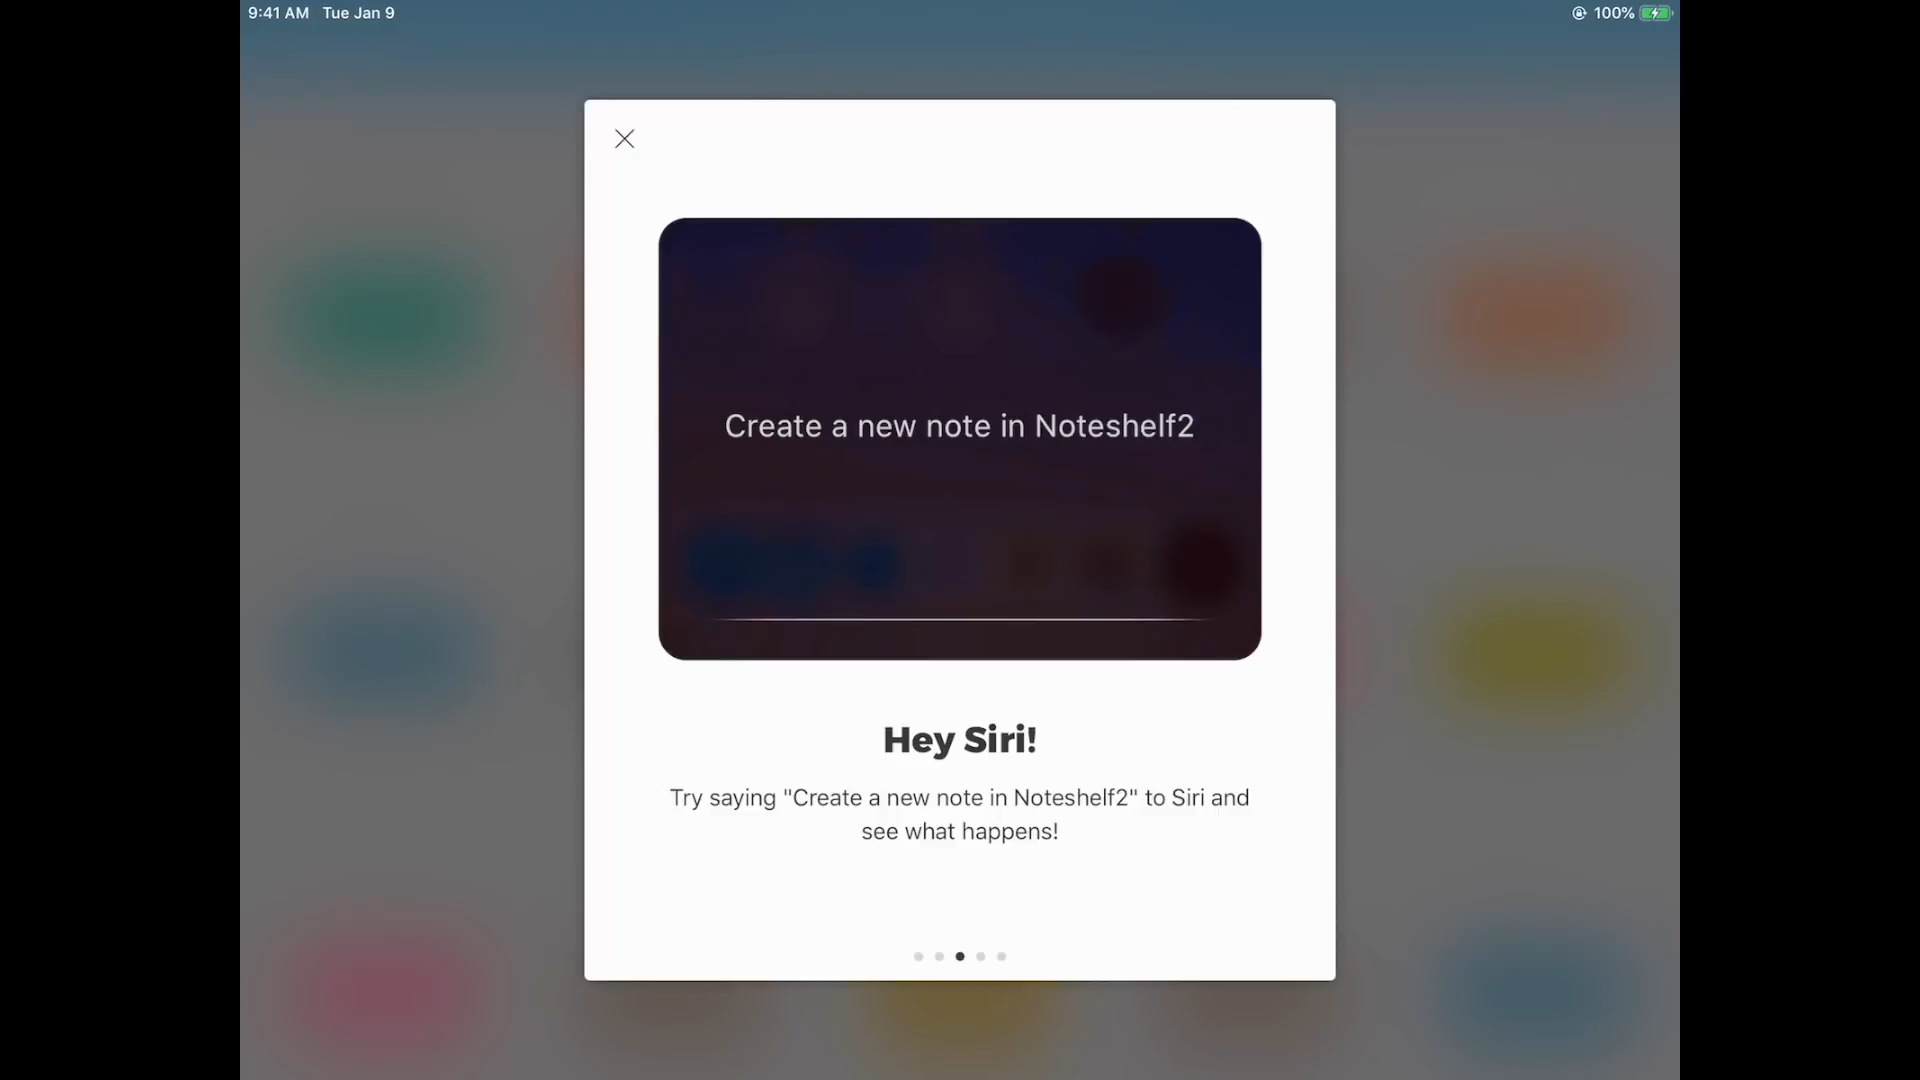 9:41 AM Tue Jan 9
100%
Create a new note in Noteshelf2
Hey Siri!
Try saying "Create a new note in Noteshelf2" to Siri and
see what happens!